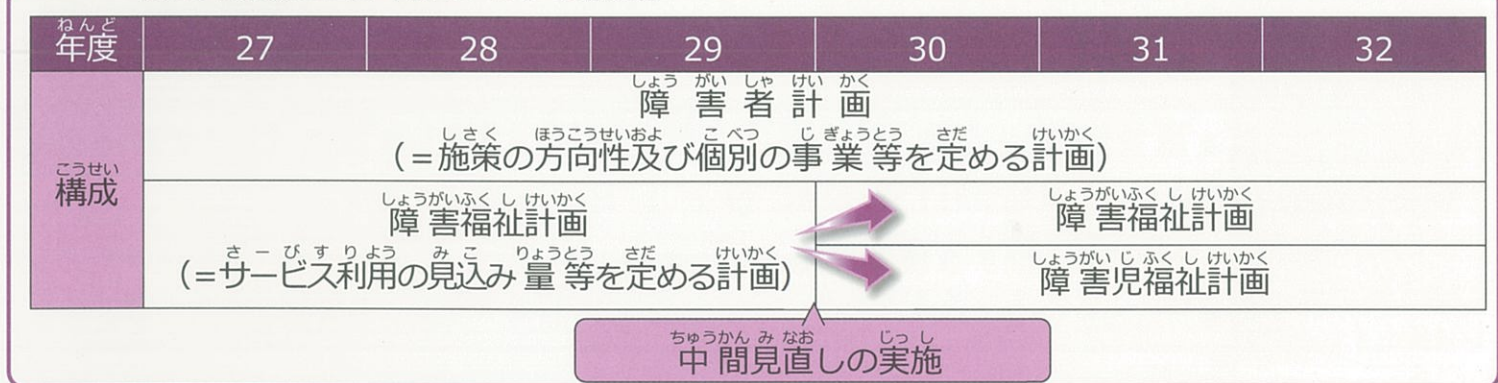 ねんど
年度 27 28 29 30 31 32
しょう がい しゃ けい かく
障害者計画
しさく ほうこうせいおよ こべつ じぎょうとう さだ けいかく
(=施策の方向性及び個別の事業等を定める計画)
こうせい
構成
しょうがいふくしけいかく
障害福祉計画
さーびすりよう みこ りょうとう さだ けいかく
(=サービス利用の見込み量等を定める計画)
しょうがいふくしけいかく
障害福祉計画
しょうがいじふくしけいかく
障害児福祉計画
ちゅうかんみなお じっし
中間見直しの実施